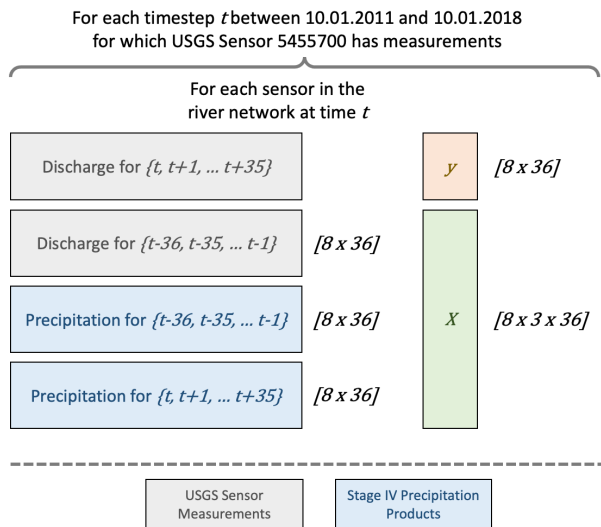 For each timestep t between 10.01.2011 and 10.01.2018
for which USGS Sensor 5455700 has measurements
For each sensor in the
river network at time t
Discharge for {t, t+1, ... t+35}
y
[8 x 36]
Discharge for {t-36, t-35, ... t-1}
[8 x 36]
Precipitation for {t-36, t-35, ... t-1}
[8 x 36]
X
[8 x 3 x 36]
Precipitation for {t, t+1, ... t+35}
[8 x 36]
USGS Sensor
Measurements
Stage IV Precipitation
Products